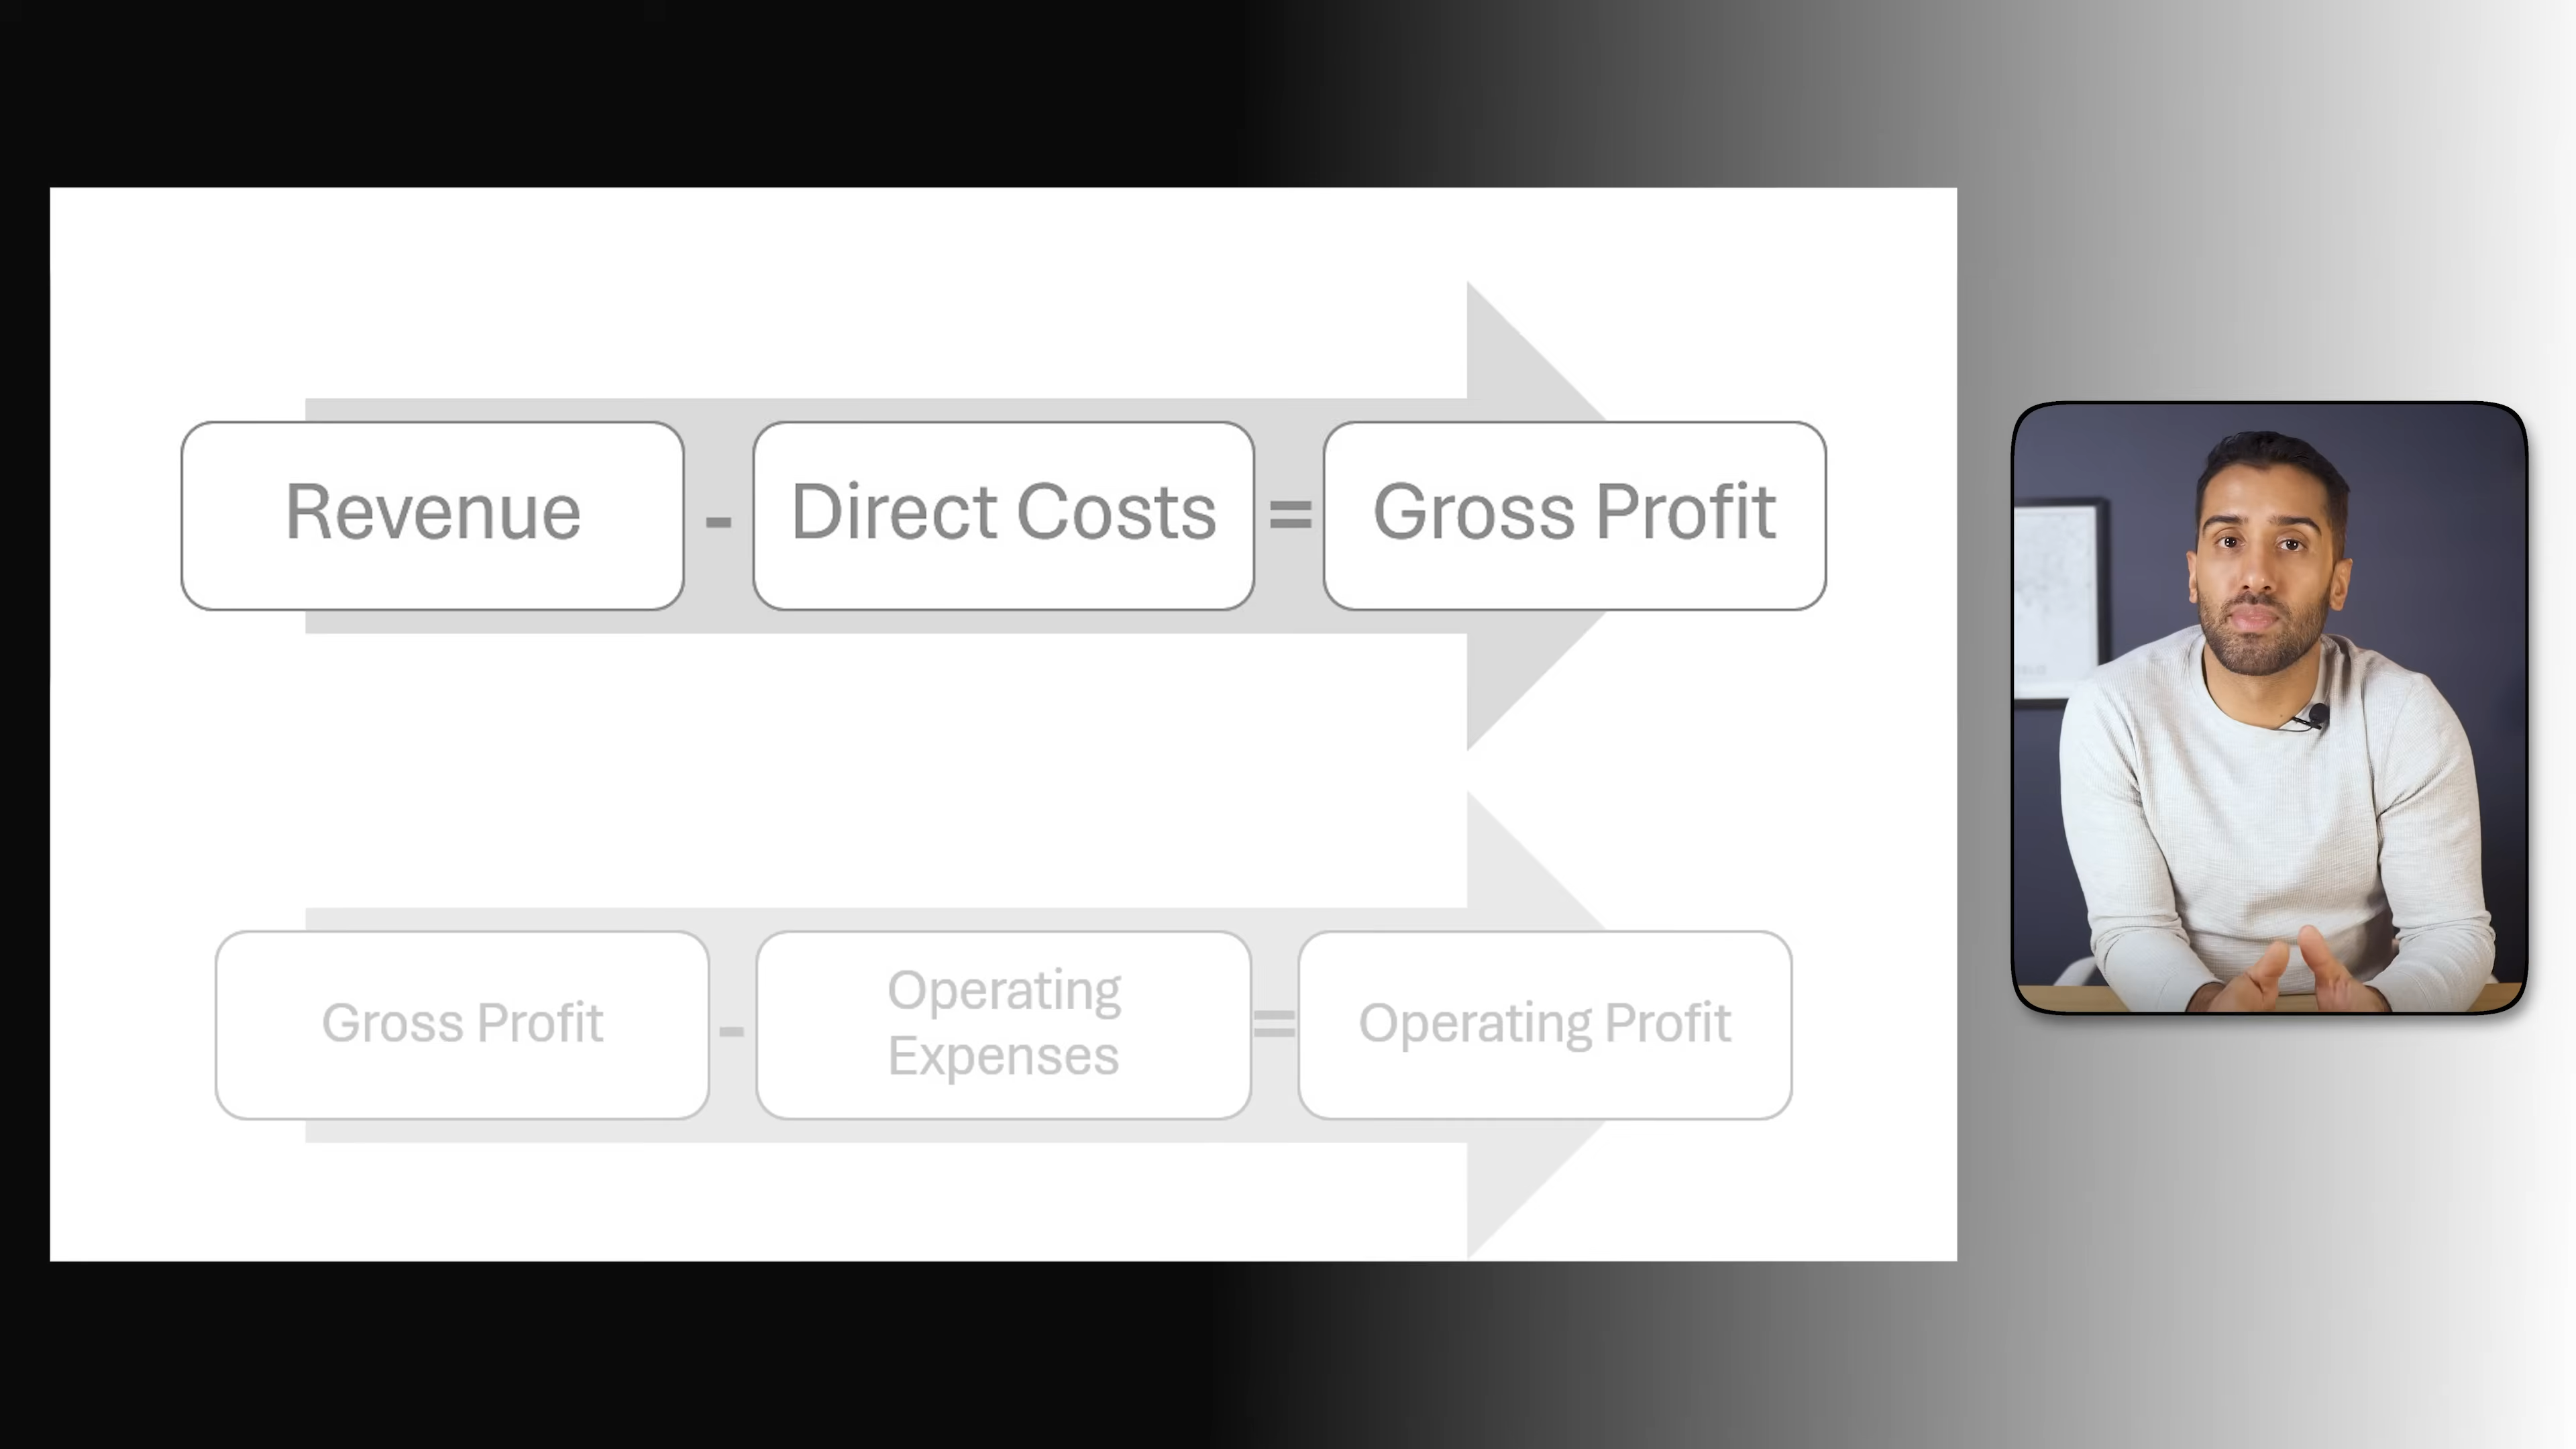 Revenue - Direct Costs = Gross Profit
Gross Profit - Operating Expenses = Operating Profit